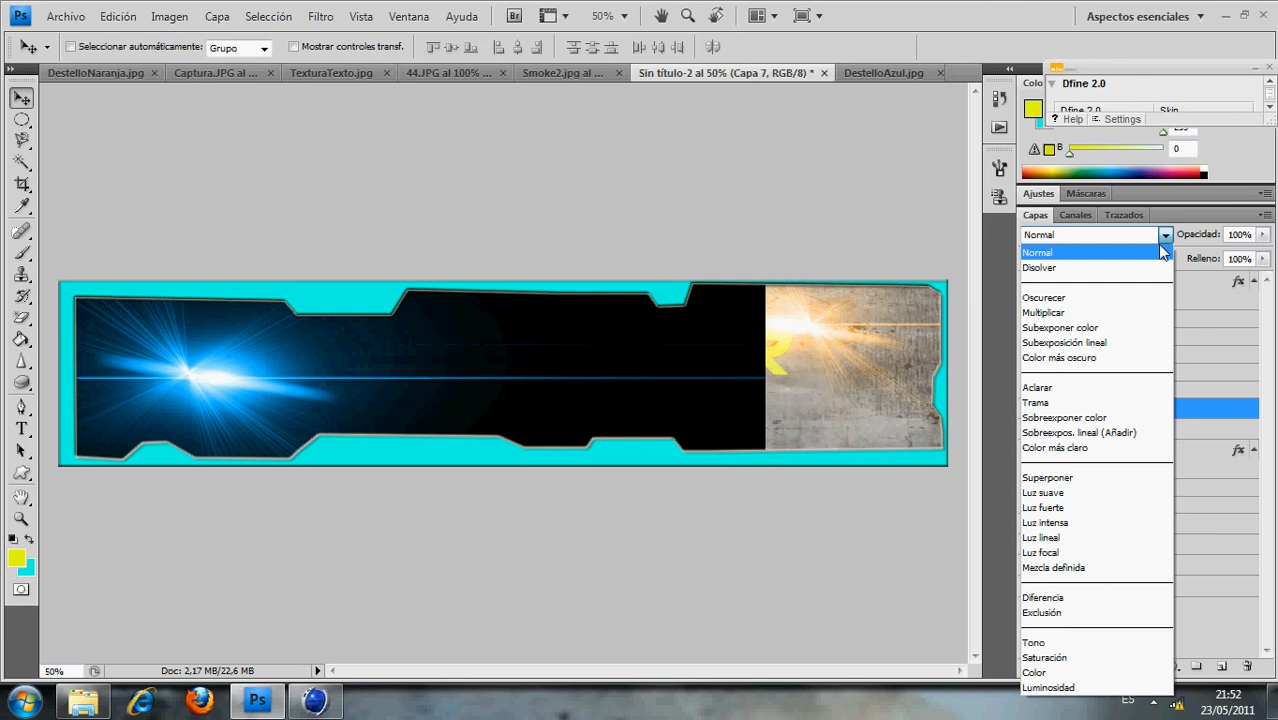 Ps Archivo Edición Imagen Capa Selección Filtro Vista Ventana Ayuda Br 50% Aspectos esenciales
Seleccionar automáticamente: Grupo Mostrar controles transf.
DestelloNaranja.jpg Captura.JPG al ... TexturaTexto.jpg 44.JPG al 100% ... Smoke2.jpg al ... Sin título-2 al 50% (Capa 7, RGB/8) * DestelloAzul.jpg
Colo
Dfine 2.0
Dfine 2.0 Skin
? Help Settings
B 0
Ajustes Máscaras
Capas Canales Trazados
Normal Opacidad: 100%
Normal Relleno: 100%
Disolver
fx
Oscurecer
Multiplicar
Subexponer color
Subexposición lineal
Color más oscuro
Aclarar
Trama
Sobreexponer color
Sobreexpos. lineal (Añadir)
Color más claro
fx
Superponer
Luz suave
Luz fuerte
Luz intensa
Luz lineal
Luz focal
Mezcla definida
Diferencia
Exclusión
Tono
Saturación
Color
Luminosidad
R
T
50% Doc: 2,17 MB/22,6 MB
Ps ES 21:52
23/05/2011